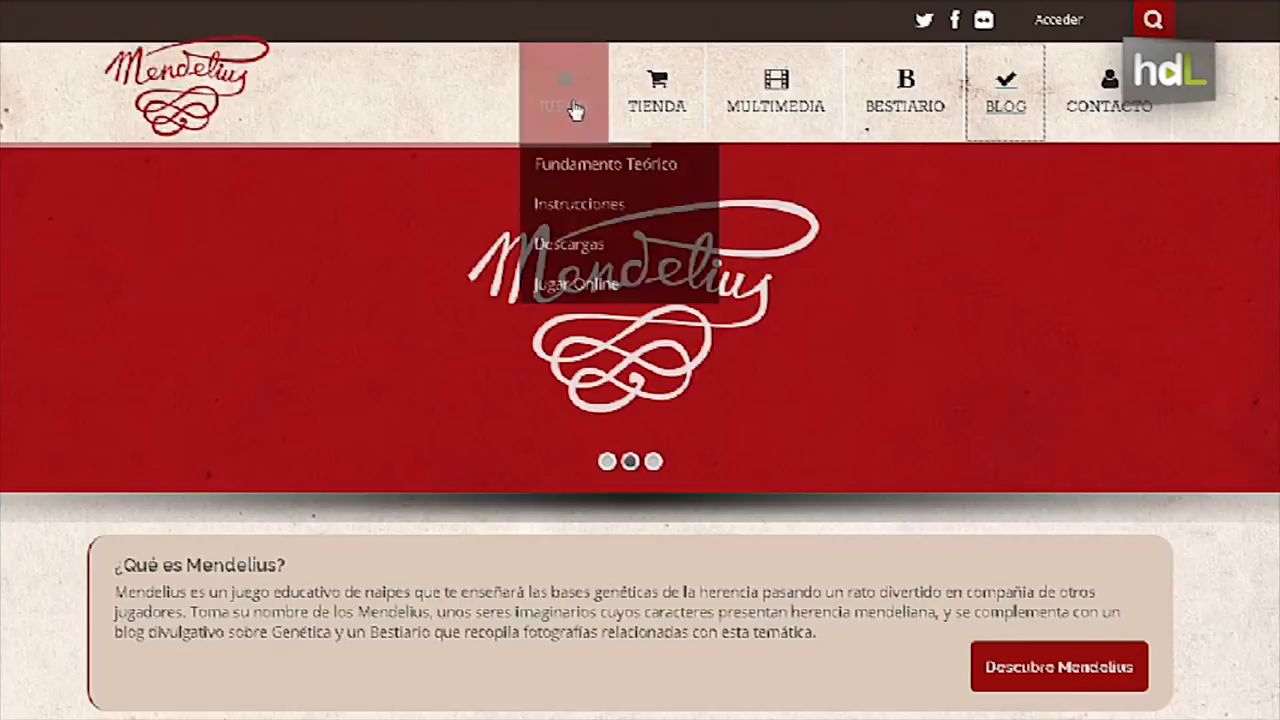 Acceder
Mendelius
hdL
TIENDA
MULTIMEDIA
B
BESTIARIO
BLOG
CONTACTO
Fundamento Teórico
Instrucciones
Descargas
Jugar Online
Mendelius
¿Qué es Mendelius?
Mendelius es un juego educativo de naipes que te enseñará las bases genéticas de la herencia pasando un rato divertido en compañia de otros
jugadores. Toma su nombre de los Mendelius, unos seres imaginarios cuyos caracteres presentan herencia mendeliana, y se complementa con un
blog divulgativo sobre Genética y un Bestiario que recopila fotografías relacionadas con esta temática.
Descubre Mendelius